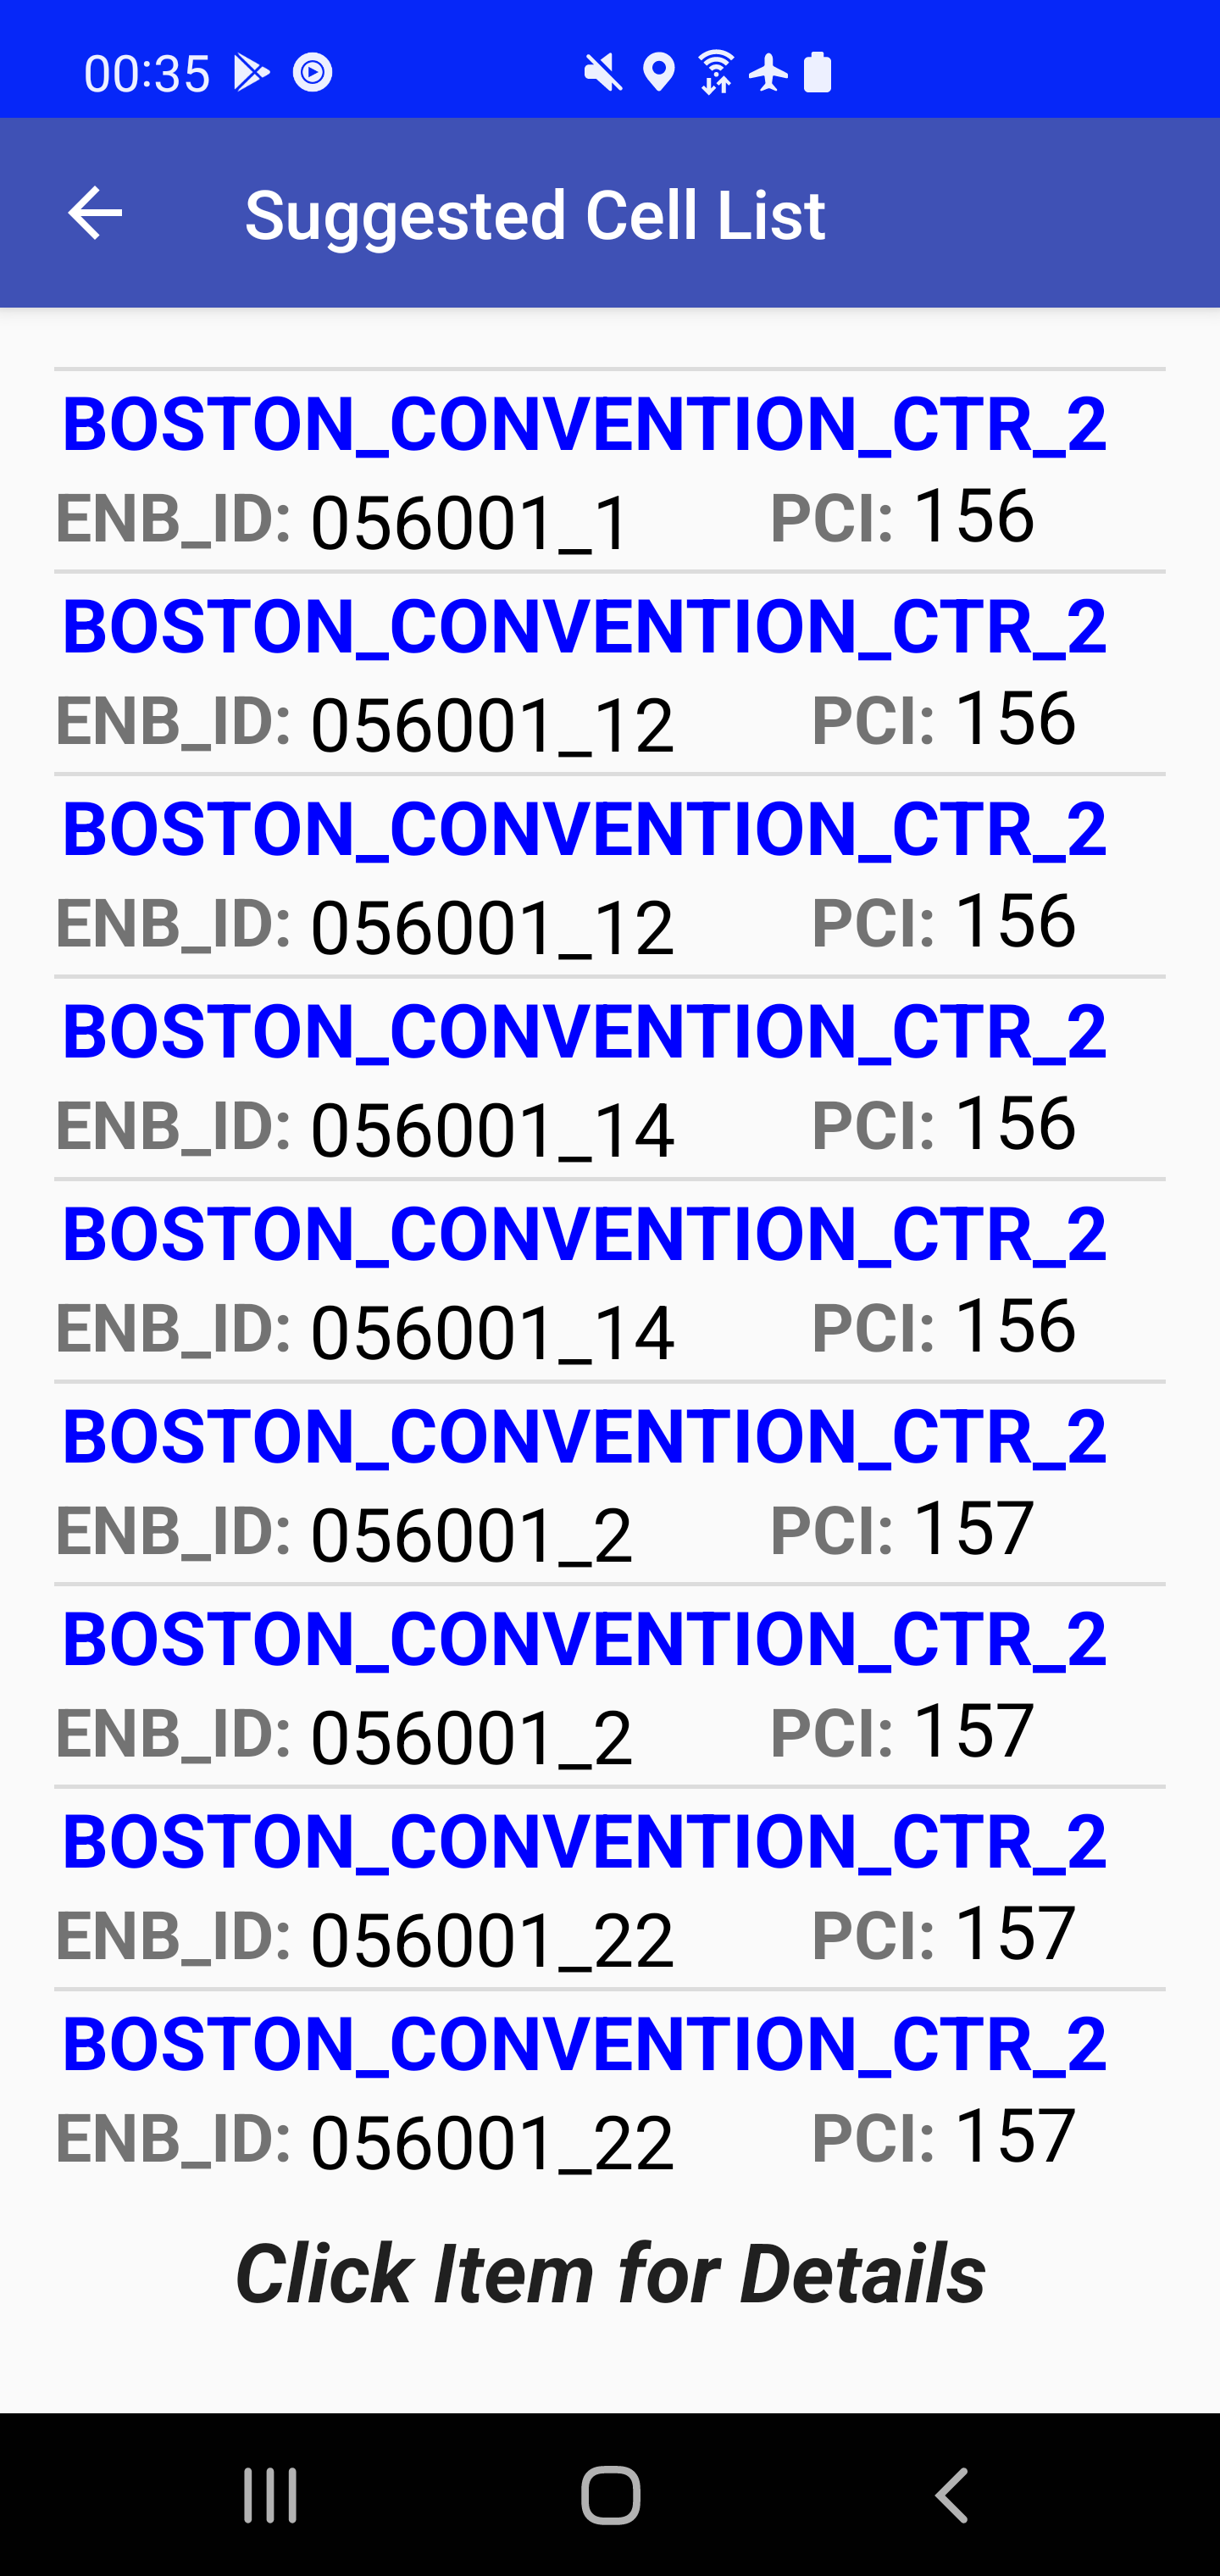 00:35
Suggested Cell List
BOSTON_CONVENTION_CTR_2
ENB_ID: 056001_1 PCI: 156
BOSTON_CONVENTION_CTR_2
ENB_ID: 056001_12 PCI: 156
BOSTON_CONVENTION_CTR_2
ENB_ID: 056001_12 PCI: 156
BOSTON_CONVENTION_CTR_2
ENB_ID: 056001_14 PCI: 156
BOSTON_CONVENTION_CTR_2
ENB_ID: 056001_14 PCI: 156
BOSTON_CONVENTION_CTR_2
ENB_ID: 056001_2 PCI: 157
BOSTON_CONVENTION_CTR_2
ENB_ID: 056001_2 PCI: 157
BOSTON_CONVENTION_CTR_2
ENB_ID: 056001_22 PCI: 157
BOSTON_CONVENTION_CTR_2
ENB_ID: 056001_22 PCI: 157
Click Item for Details